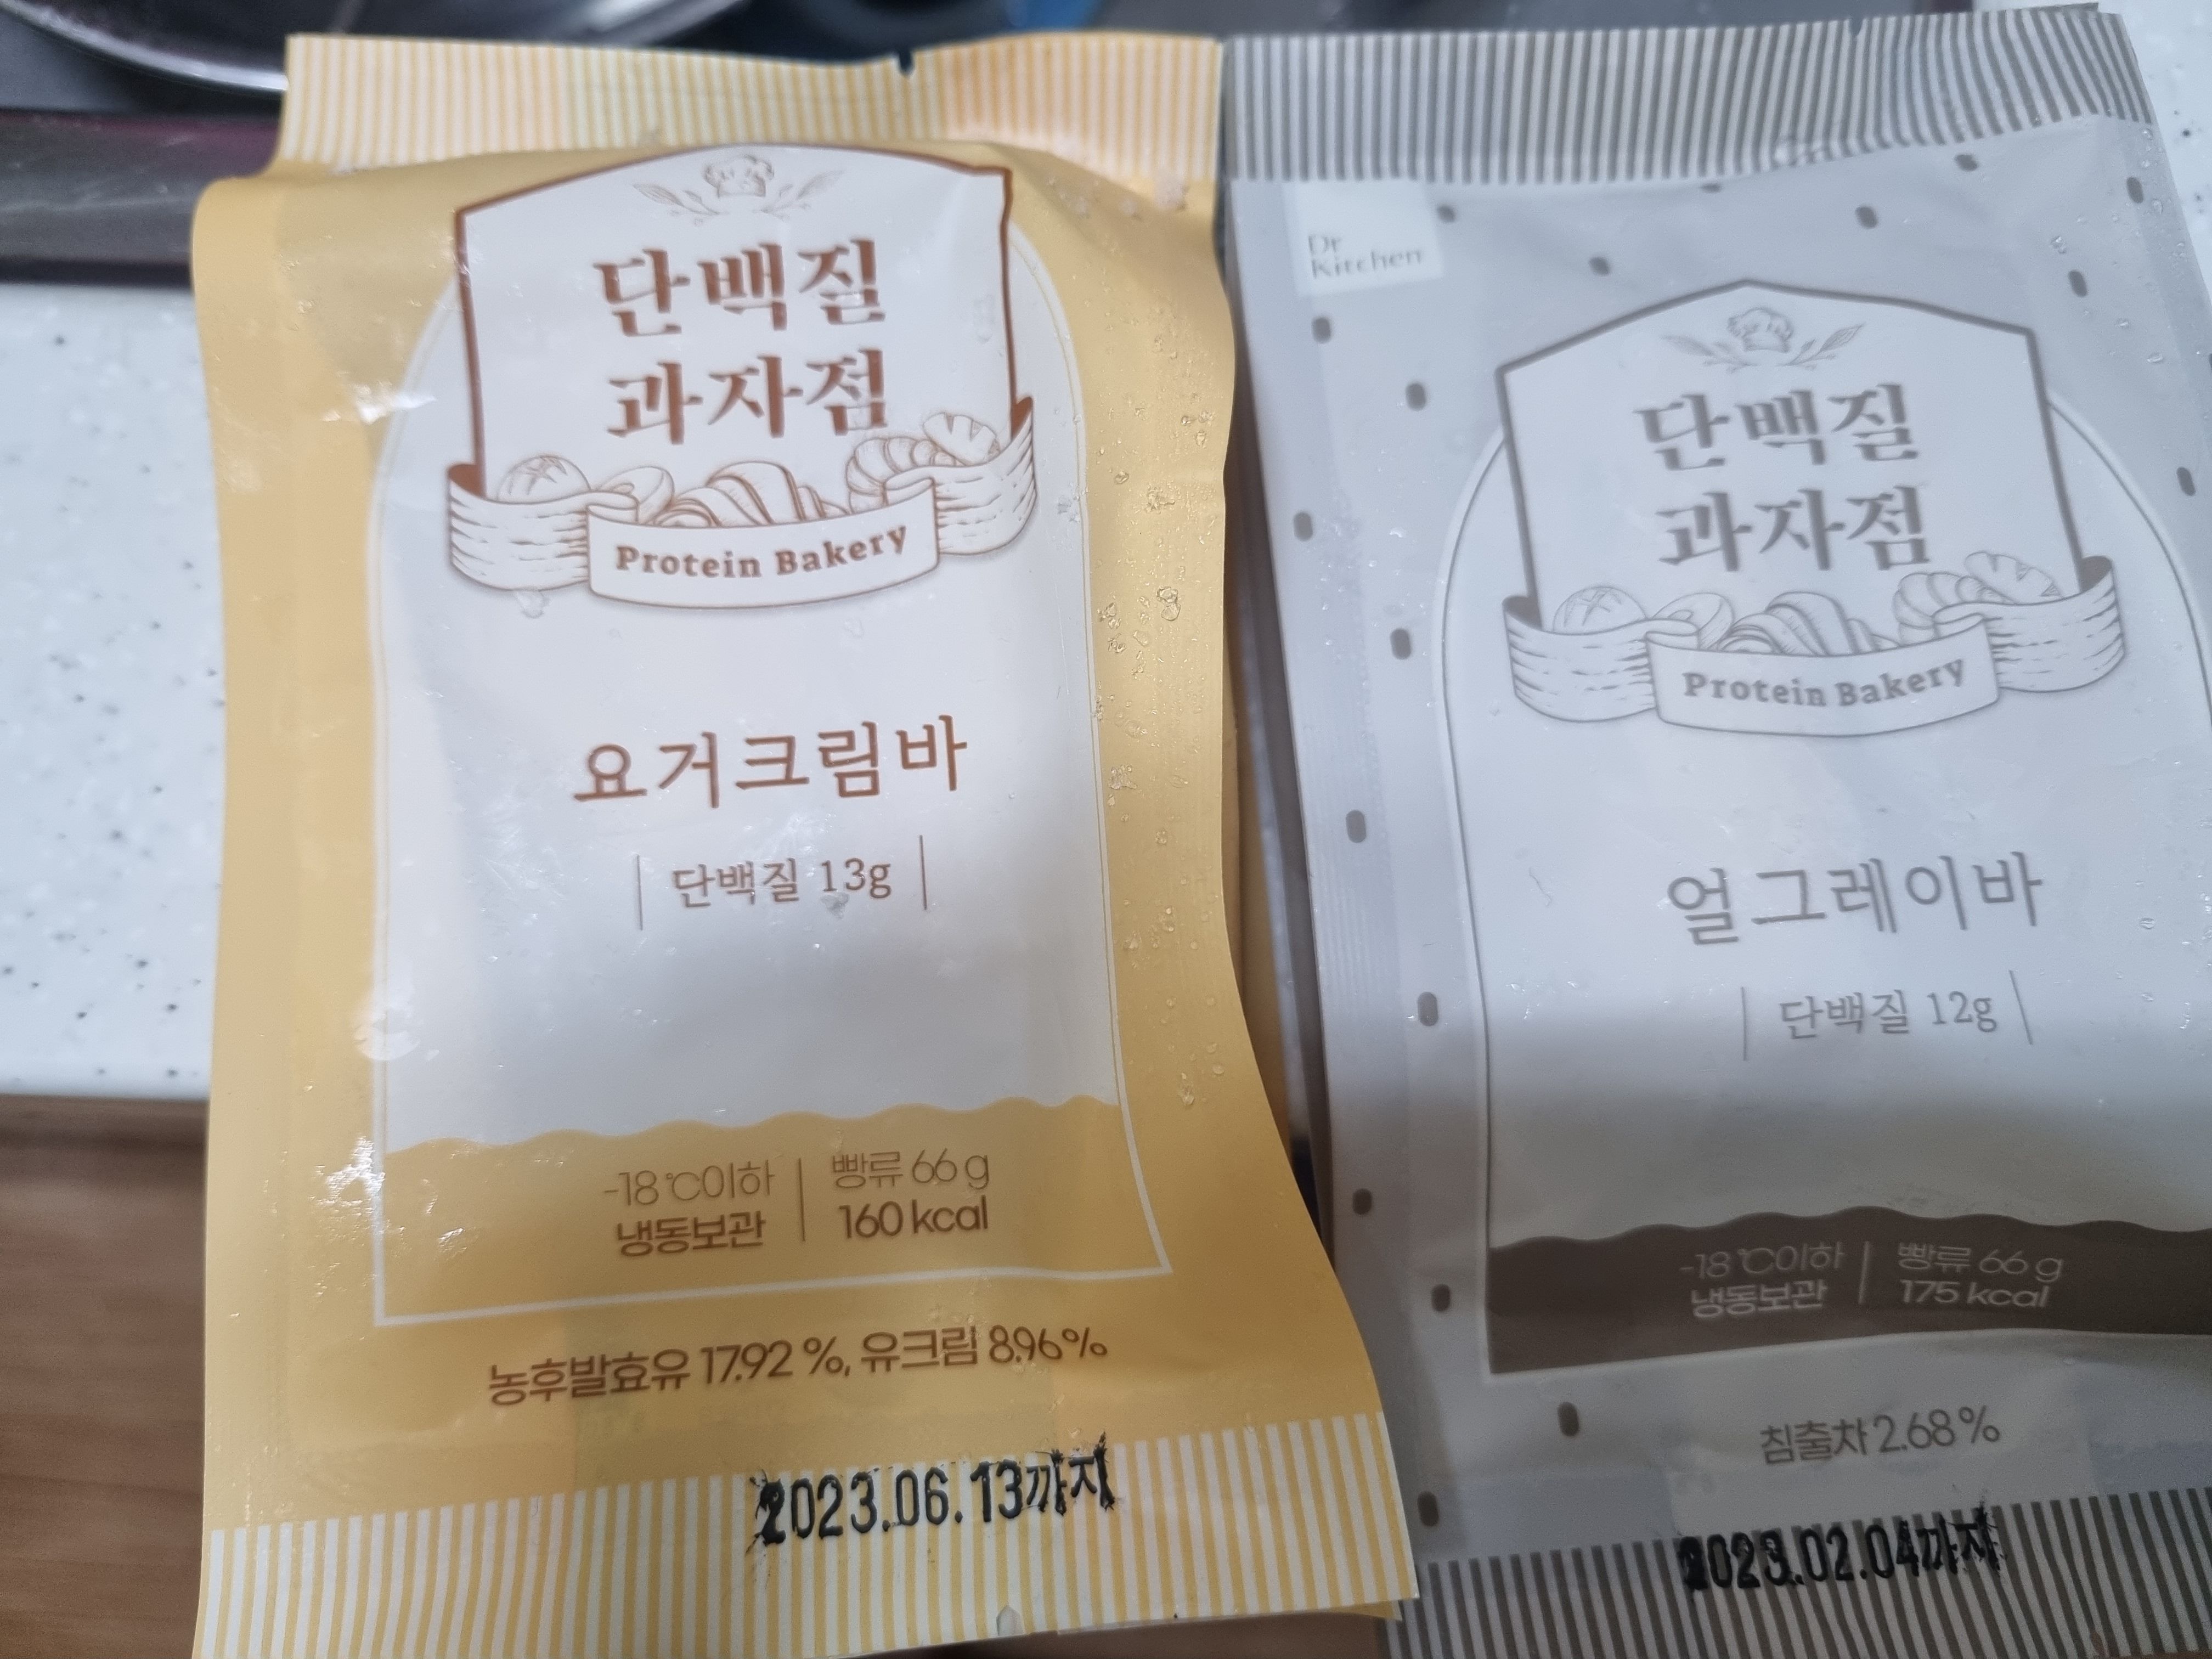 단백질
과자점
Protein Bakery
요거크림바
단백질 13g
-18℃이하
냉동보관
빵류 66 g
160 kcal
농후발효유 17.92 %, 유크림 8.96%
2023.06.13까지
Dr
Kitchen
단백질
과자점
Protein Bakery
얼그레이바
단백질 12g
-18℃이하
냉동보관
빵류 66 g
175 kcal
침출차 2.68%
2023.02.04까지